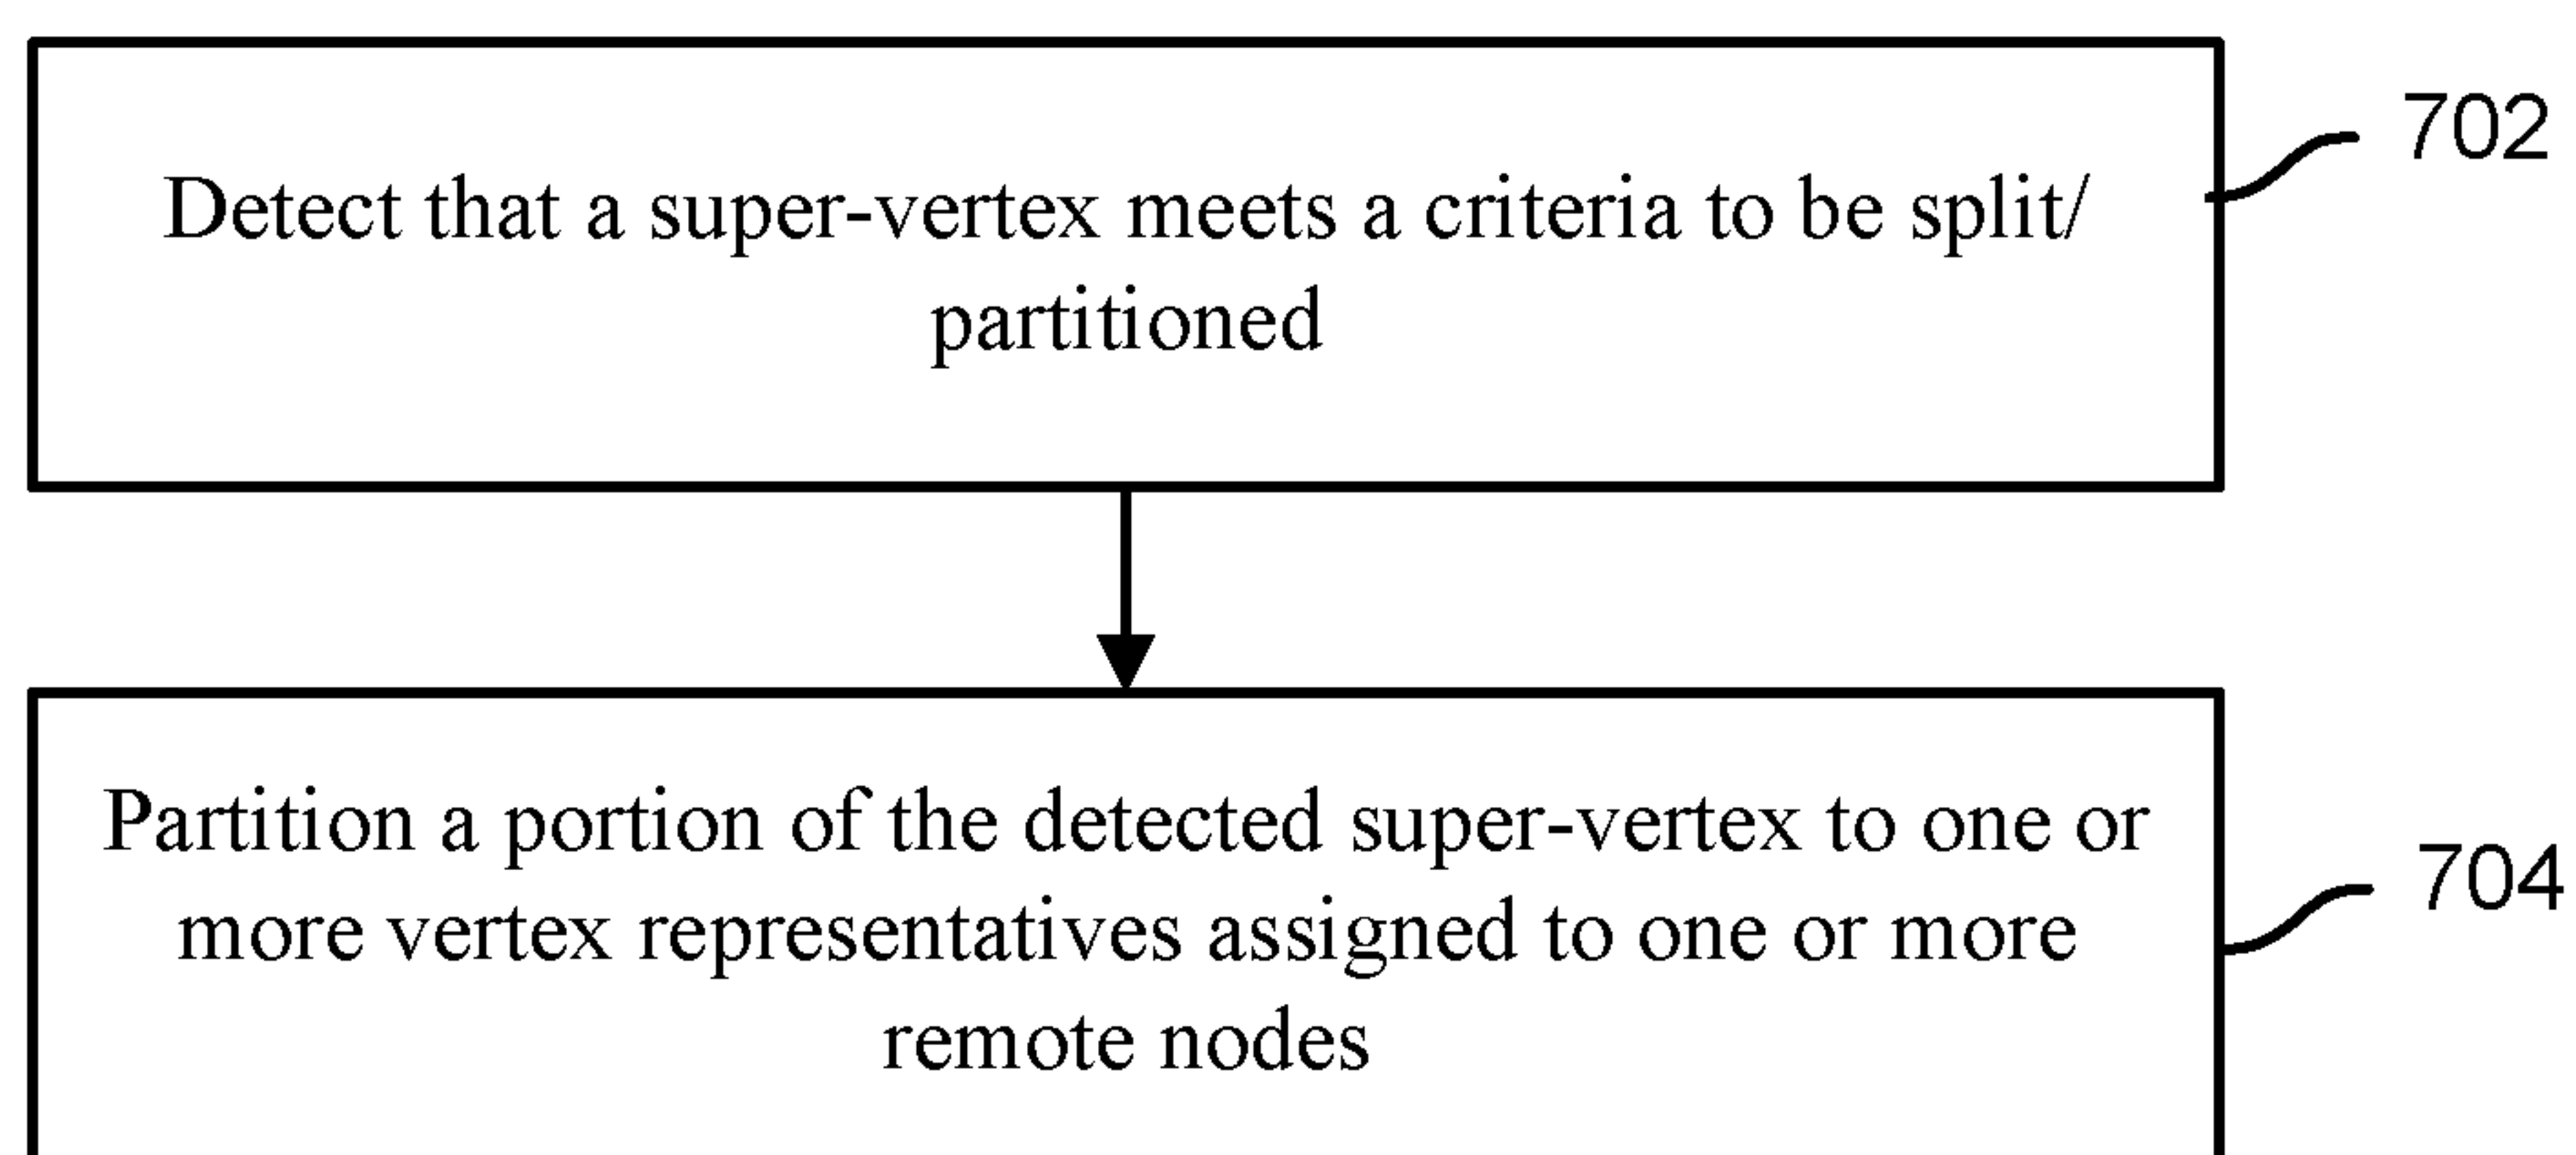 Detect that a super-vertex meets a criteria to be split/
partitioned
702
Partition a portion of the detected super-vertex to one or
more vertex representatives assigned to one or more
remote nodes
704